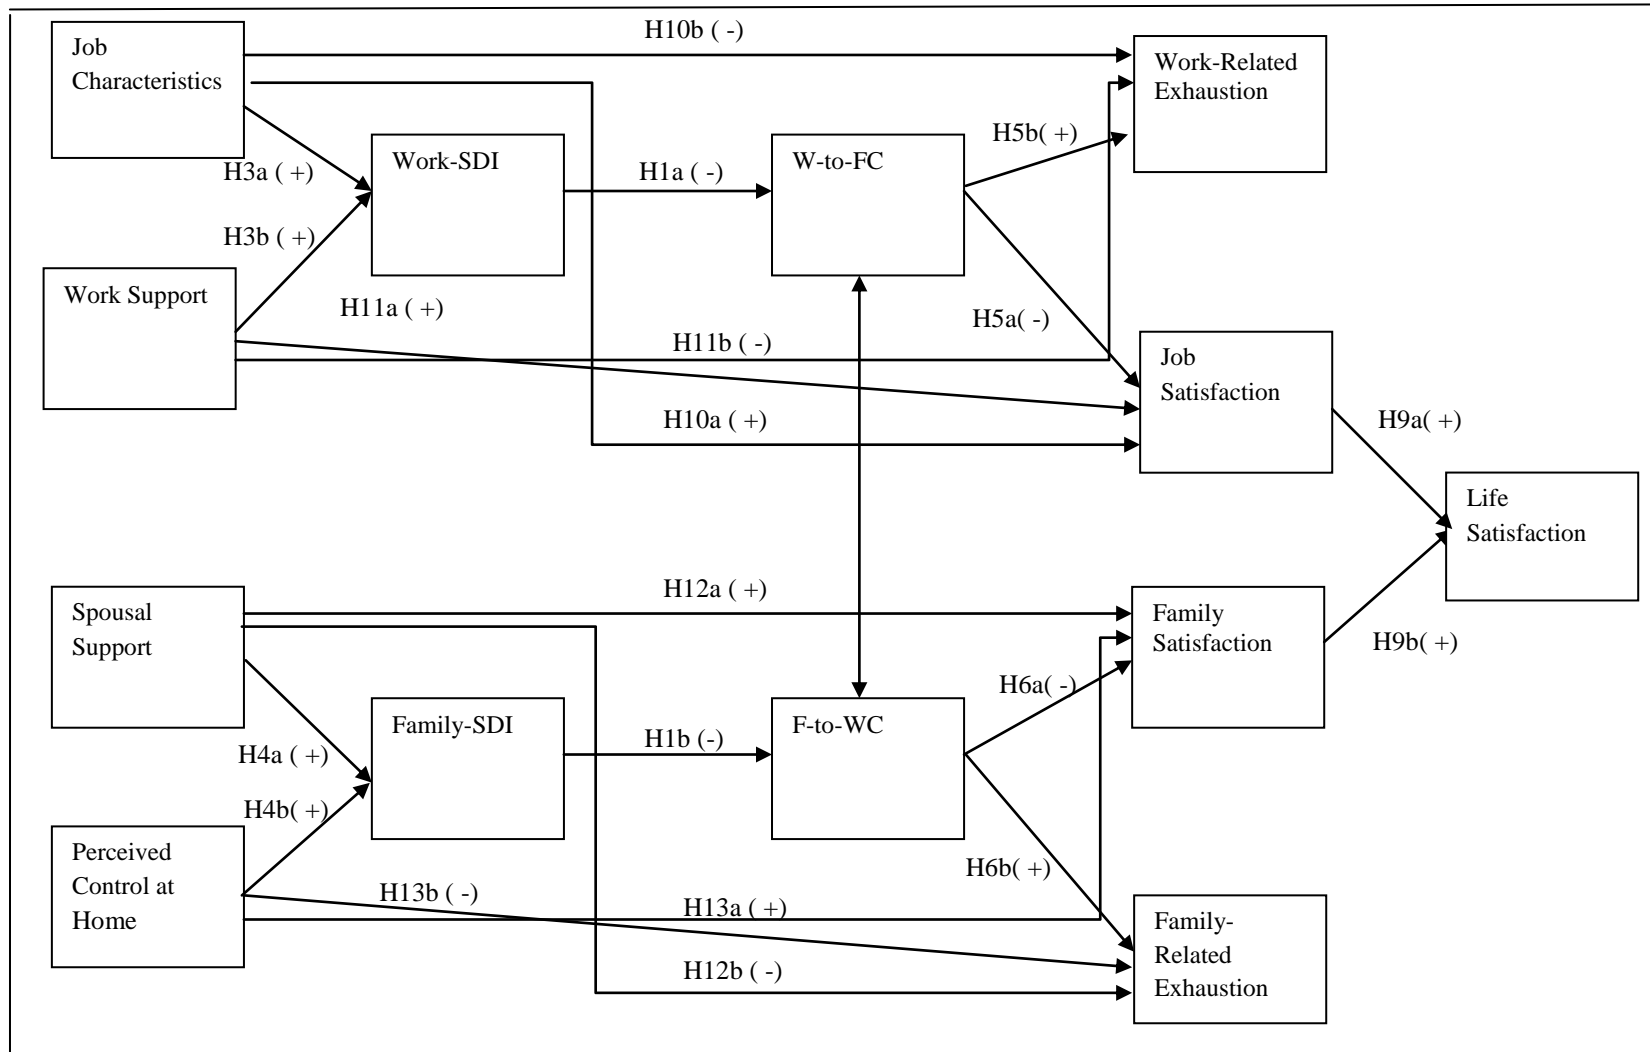 H10b ( -)
Job
Characteristics
Work-Related
Exhaustion
H5b( +)
Work-SDI
H1a ( -)
W-to-FC
H3a ( +)
H3b ( +)
Work Support
H11a ( +)
H5a( -)
H11b ( -)
Job
Satisfaction
H10a ( +)
H9a( +)
Life
Satisfaction
H12a ( +)
Spousal
Support
Family
Satisfaction
H9b( +)
H6a( -)
Family-SDI
H1b (-)
F-to-WC
H4a ( +)
H4b( +)
Perceived
Control at
Home
H6b( +)
H13b ( -)
H13a ( +)
Family-
Related
Exhaustion
H12b ( -)